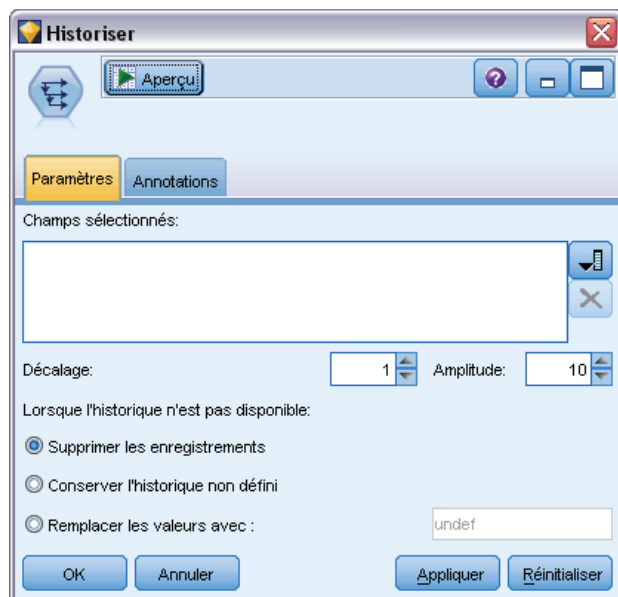 Historiser
Aperçu
Paramètres Annotations
Champs sélectionnés:
Décalage: 1 Amplitude: 10
Lorsque l'historique n'est pas disponible:
Supprimer les enregistrements
Conserver l'historique non défini
Remplacer les valeurs avec : undef
OK Annuler Appliquer Réinitialiser